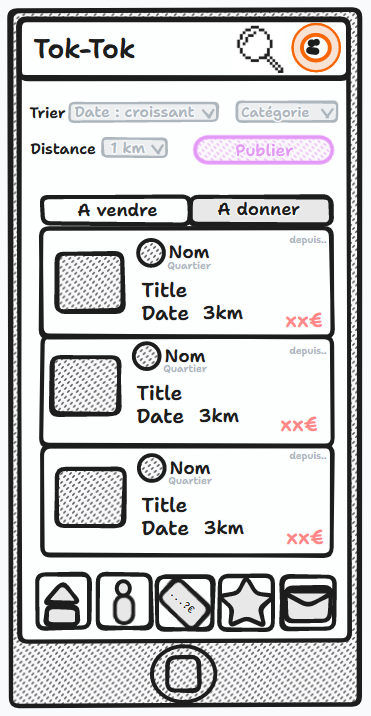 Tok-Tok
Trier Date : croissant Catégorie
Distance 1 km Publier
A vendre A donner
depuis..
Nom
Quartier
Title
Date 3km
xx€
depuis..
Nom
Quartier
Title
Date 3km
xx€
depuis..
Nom
Quartier
Title
Date 3km
xx€
...?€